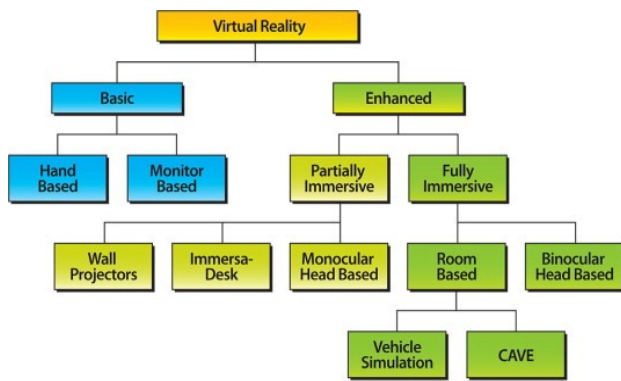 Virtual Reality
Basic
Enhanced
Hand
Based
Monitor
Based
Partially
Immersive
Fully
Immersive
Wall
Projectors
Immersa-
Desk
Monocular
Head Based
Room
Based
Binocular
Head Based
Vehicle
Simulation
CAVE